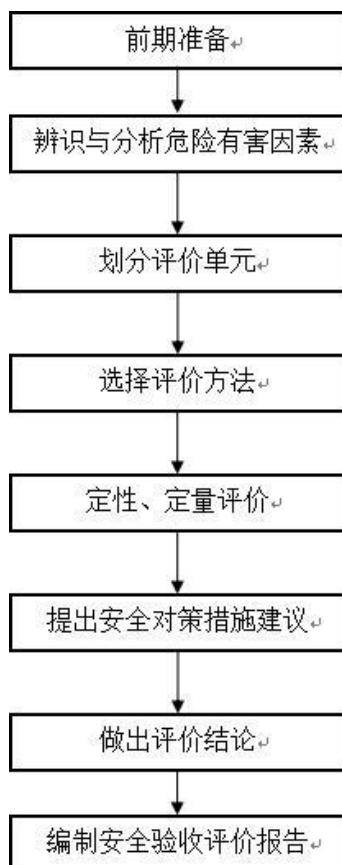 前期准备
辨识与分析危险有害因素
划分评价单元
选择评价方法
定性、定量评价
提出安全对策措施建议
做出评价结论
编制安全验收评价报告